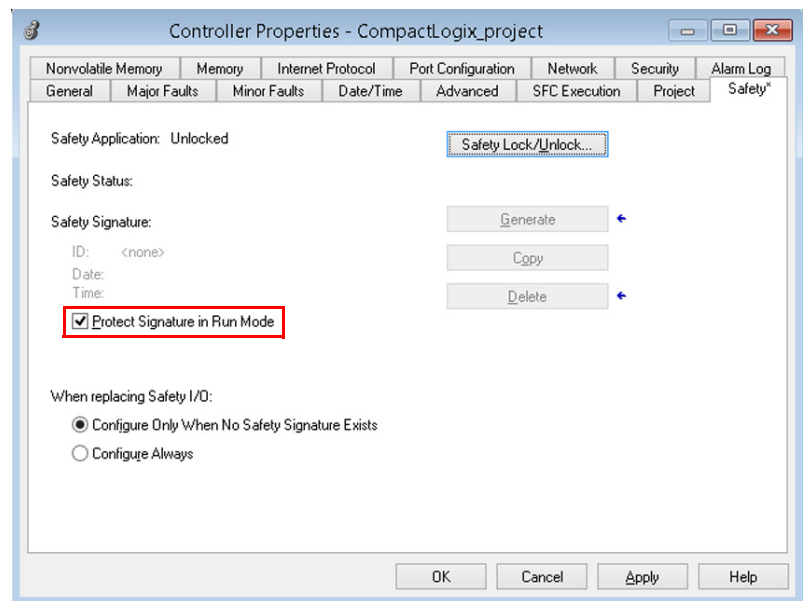 Controller Properties - CompactLogix_project
Nonvolatile Memory Memory Internet Protocol Port Configuration Network Security Alarm Log
General Major Faults Minor Faults Date/Time Advanced SFC Execution Project Safety*
Safety Application: Unlocked Safety Lock/Unlock...
Safety Status:
Safety Signature: Generate
ID: <none> Copy
Date:
Time: Delete
Protect Signature in Run Mode
When replacing Safety I/O:
Configure Only When No Safety Signature Exists
Configure Always
OK Cancel Apply Help